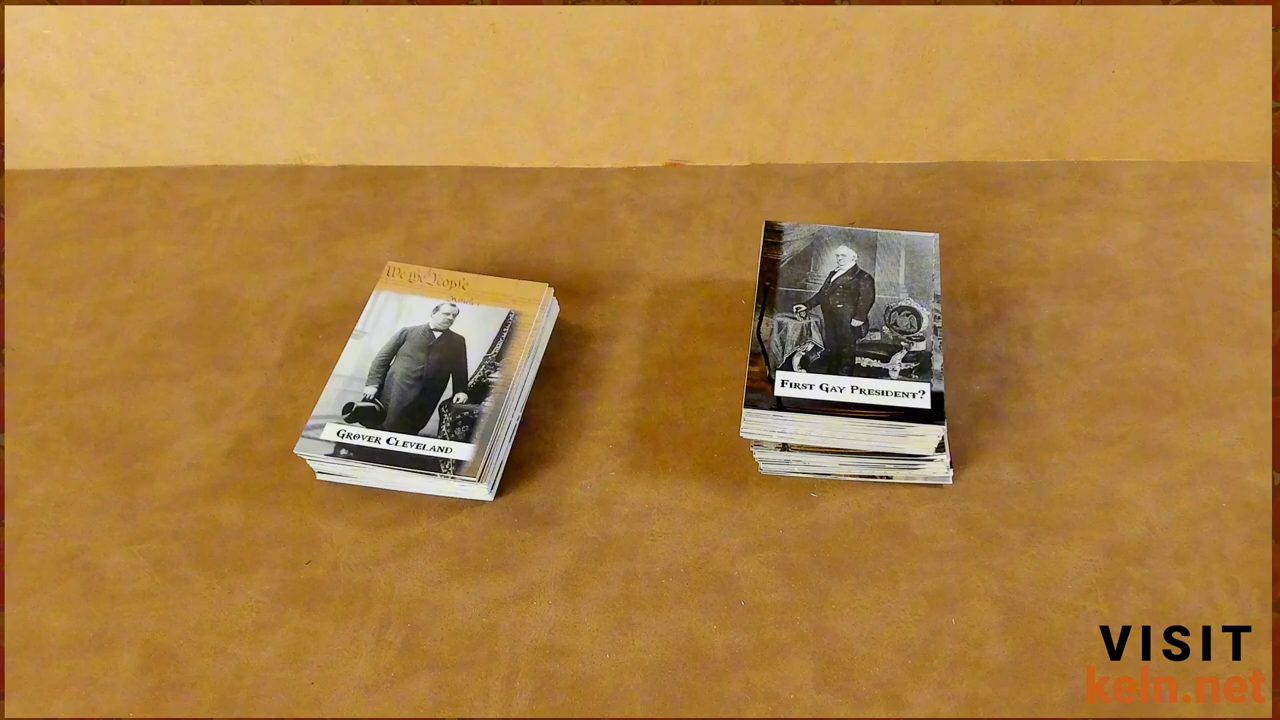 We the People
GROVER CLEVELAND
FIRST GAY PRESIDENT?
VISIT
keln.net